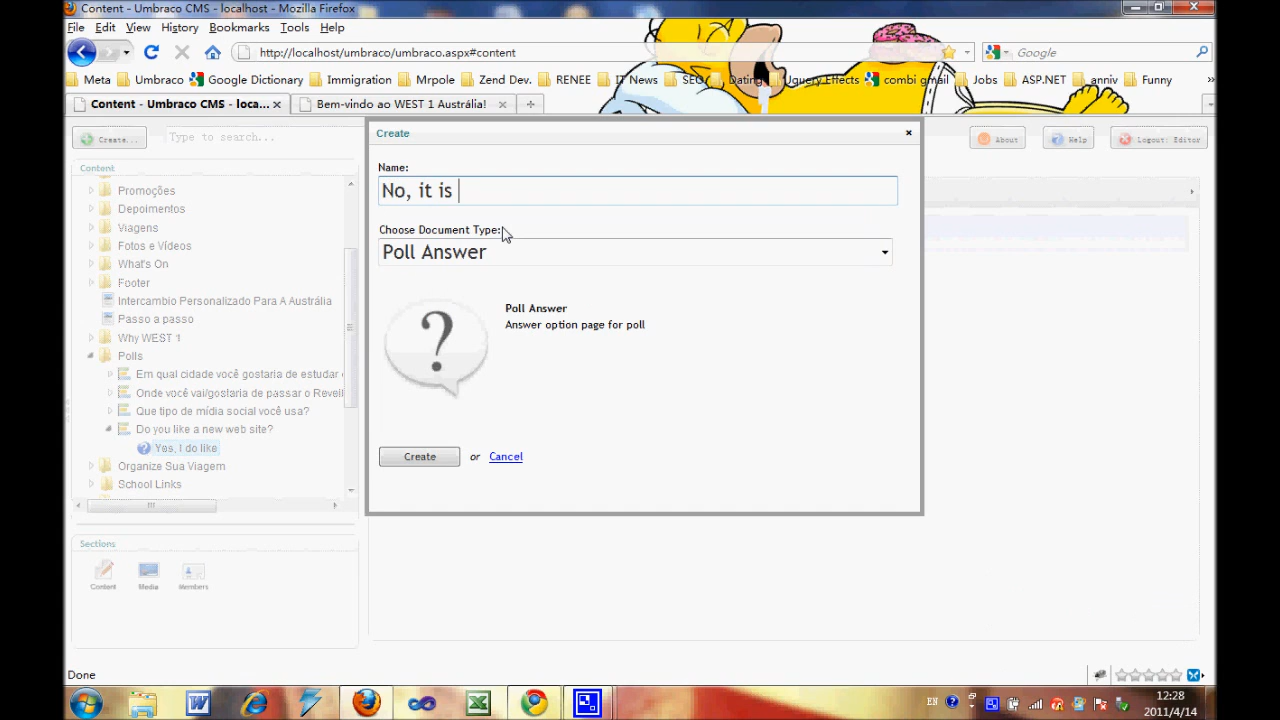 Content - Umbraco CMS - localhost - Mozilla Firefox
File Edit View History Bookmarks Tools Help
http://localhost/umbraco/umbraco.aspx#content
Google
Meta Umbraco Google Dictionary Immigration Mrpole Zend Dev. RENEE IT News SEO Dating Jquery Effects combi gmail Jobs ASP.NET anniv Funny »
Content - Umbraco CMS - loca... × Bem-vindo ao WEST 1 Austrália! ×
Create... Type to search...
About Help Logout: Editor
Create ×
Name:
No, it is
Choose Document Type:
Poll Answer
Poll Answer
Answer option page for poll
Create or Cancel
Content
Promoções
Depoimentos
Viagens
Fotos e Vídeos
What's On
Footer
Intercambio Personalizado Para A Austrália
Passo a passo
Why WEST 1
Polls
Em qual cidade você gostaria de estudar
Onde você vai/gostaria de passar o Reveil
Que tipo de mídia social você usa?
Do you like a new web site?
Yes, I do like
Organize Sua Viagem
School Links
Sections
Content Media Members
Done
EN
12:28
2011/4/14